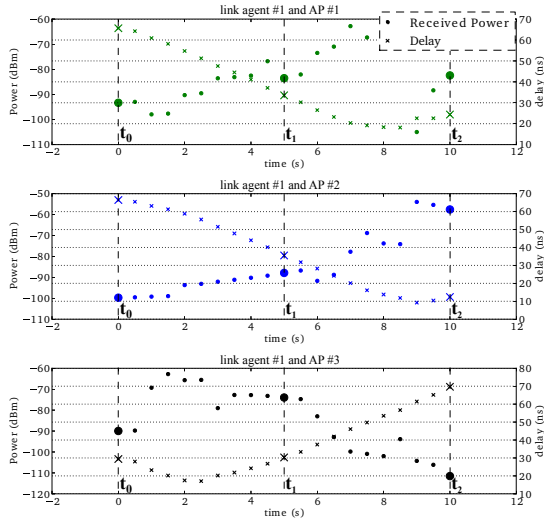 link agent #1 and AP #1
Received Power
Delay
Power (dBm)
delay (ns)
−60
−70
−80
−90
−100
−110
70
60
50
40
30
20
10
t0
t1
t2
−2 0 2 4 6 8 10 12
time (s)
link agent #1 and AP #2
Power (dBm)
delay (ns)
−50
−60
−70
−80
−90
−100
−110
70
60
50
40
30
20
10
0
t0
t1
t2
−2 0 2 4 6 8 10 12
time (s)
link agent #1 and AP #3
Power (dBm)
delay (ns)
−60
−70
−80
−90
−100
−110
−120
80
70
60
50
40
30
20
10
t0
t1
t2
−2 0 2 4 6 8 10 12
time (s)